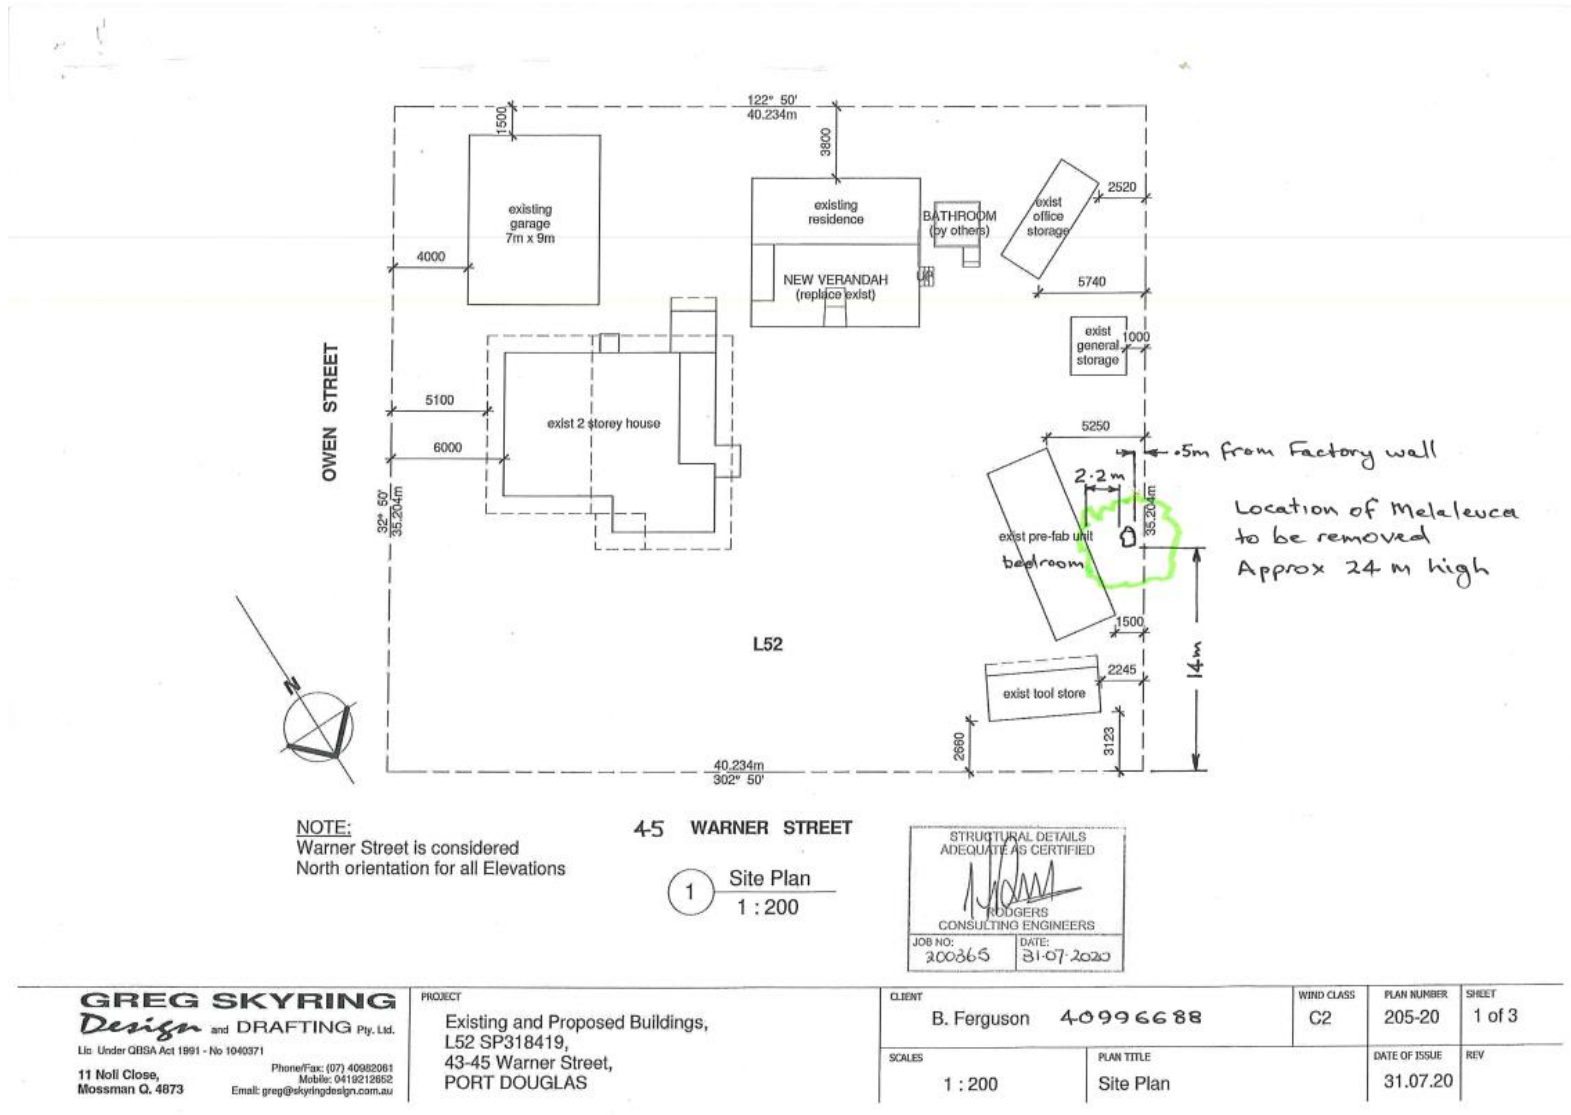 122° 50'
40.234m
1500
3800
existing
garage
7m x 9m
existing
residence
BATHROOM
(by others)
exist
office
storage
2520
4000
NEW VERANDAH
(replace exist)
UP
5740
exist
general
storage
1000
OWEN STREET
5100
exist 2 storey house
6000
5250
.5m from Factory wall
2.2m
32° 50'
35.204m
35.204m
Location of Melaleuca
to be removed
Approx 24 m high
exist pre-fab unit
bedroom
1500
L52
14m
N
2245
exist tool store
2660
3123
40.234m
302° 50'
NOTE:
Warner Street is considered
North orientation for all Elevations
45 WARNER STREET
1
Site Plan
1 : 200
STRUCTURAL DETAILS
ADEQUATE AS CERTIFIED
RODGERS
CONSULTING ENGINEERS
JOB NO:
200365
DATE:
31-07-2020
GREG SKYRING
Design and DRAFTING Pty. Ltd.
Lic Under QBSA Act 1991 - No 1040371
11 Noli Close,
Mossman Q. 4873
Phone/Fax: (07) 40982061
Mobile: 0419212652
Email: greg@skyringdesign.com.au
PROJECT
Existing and Proposed Buildings,
L52 SP318419,
43-45 Warner Street,
PORT DOUGLAS
CLIENT
B. Ferguson 40996688
WIND CLASS
C2
PLAN NUMBER
205-20
SHEET
1 of 3
SCALES
1 : 200
PLAN TITLE
Site Plan
DATE OF ISSUE
31.07.20
REV